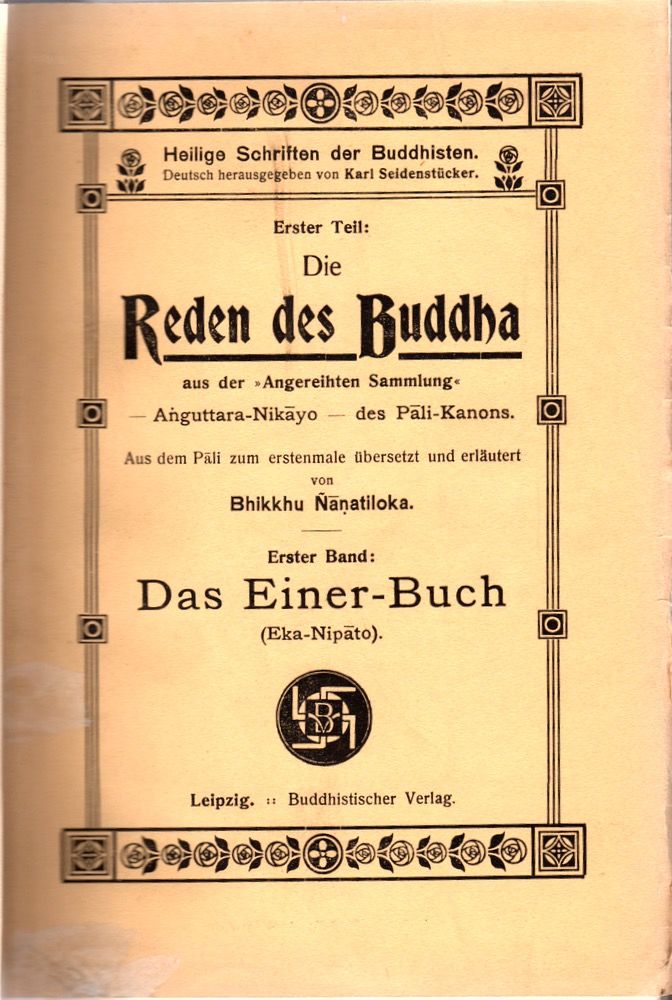 Heilige Schriften der Buddhisten.
Deutsch herausgegeben von Karl Seidenstücker.
Erster Teil:
Die
Reden des Buddha
aus der »Angereihten Sammlung«
— Aṅguttara-Nikāyo — des Pāli-Kanons.
Aus dem Pāli zum erstenmale übersetzt und erläutert
von
Bhikkhu Ñāṇatiloka.
Erster Band:
Das Einer-Buch
(Eka-Nipāto).
BV
Leipzig. :: Buddhistischer Verlag.